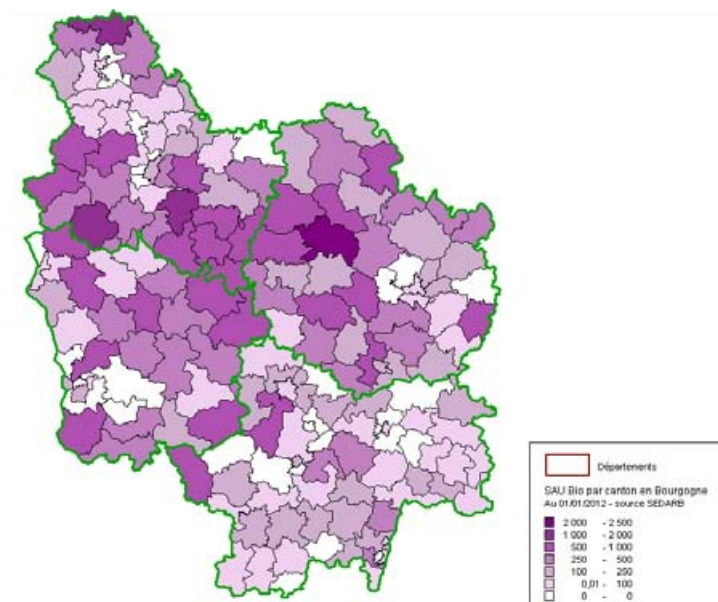 Départements
SAU Bio par canton en Bourgogne
Au 01/01/2012 - source SEDARB
2 000 - 2 500
1 000 - 2 000
500 - 1 000
250 - 500
100 - 250
0,01 - 100
0 - 0